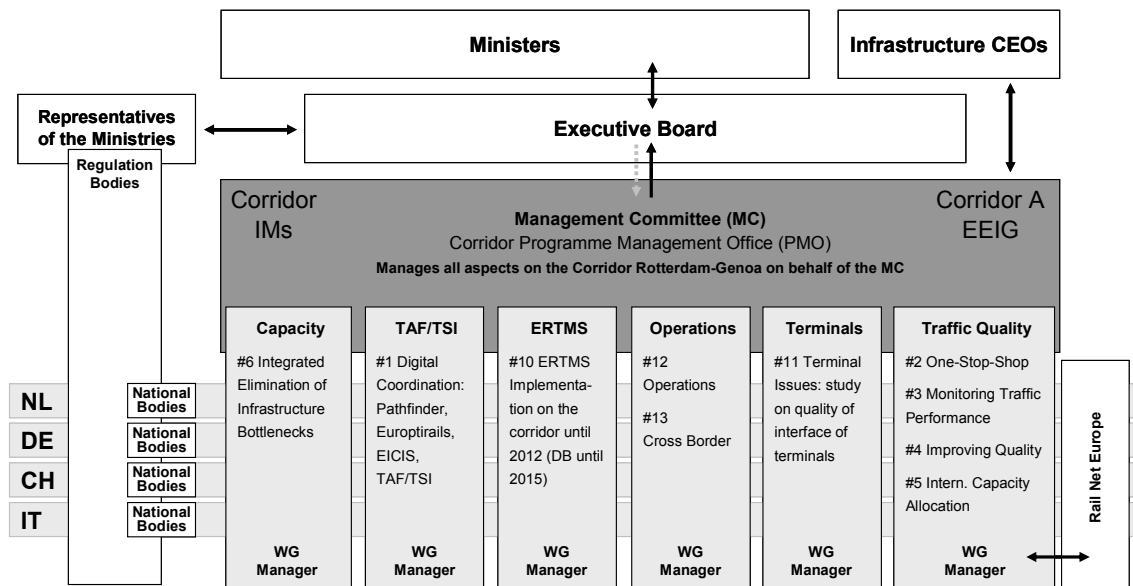 Ministers
Infrastructure CEOs
Representatives
of the Ministries
Executive Board
Regulation
Bodies
Corridor
IMs
Management Committee (MC)
Corridor Programme Management Office (PMO)
Manages all aspects on the Corridor Rotterdam-Genoa on behalf of the MC
Corridor A
EEIG
Capacity
#6 Integrated
Elimination of
Infrastructure
Bottlenecks
WG
Manager
TAF/TSI
#1 Digital
Coordination:
Pathfinder,
Europtirails,
EICIS,
TAF/TSI
WG
Manager
ERTMS
#10 ERTMS
Implementa-
tion on the
corridor until
2012 (DB until
2015)
WG
Manager
Operations
#12
Operations
#13
Cross Border
WG
Manager
Terminals
#11 Terminal
Issues: study
on quality of
interface of
terminals
WG
Manager
Traffic Quality
#2 One-Stop-Shop
#3 Monitoring Traffic
Performance
#4 Improving Quality
#5 Intern. Capacity
Allocation
WG
Manager
Rail Net Europe
NL
National
Bodies
DE
National
Bodies
CH
National
Bodies
IT
National
Bodies